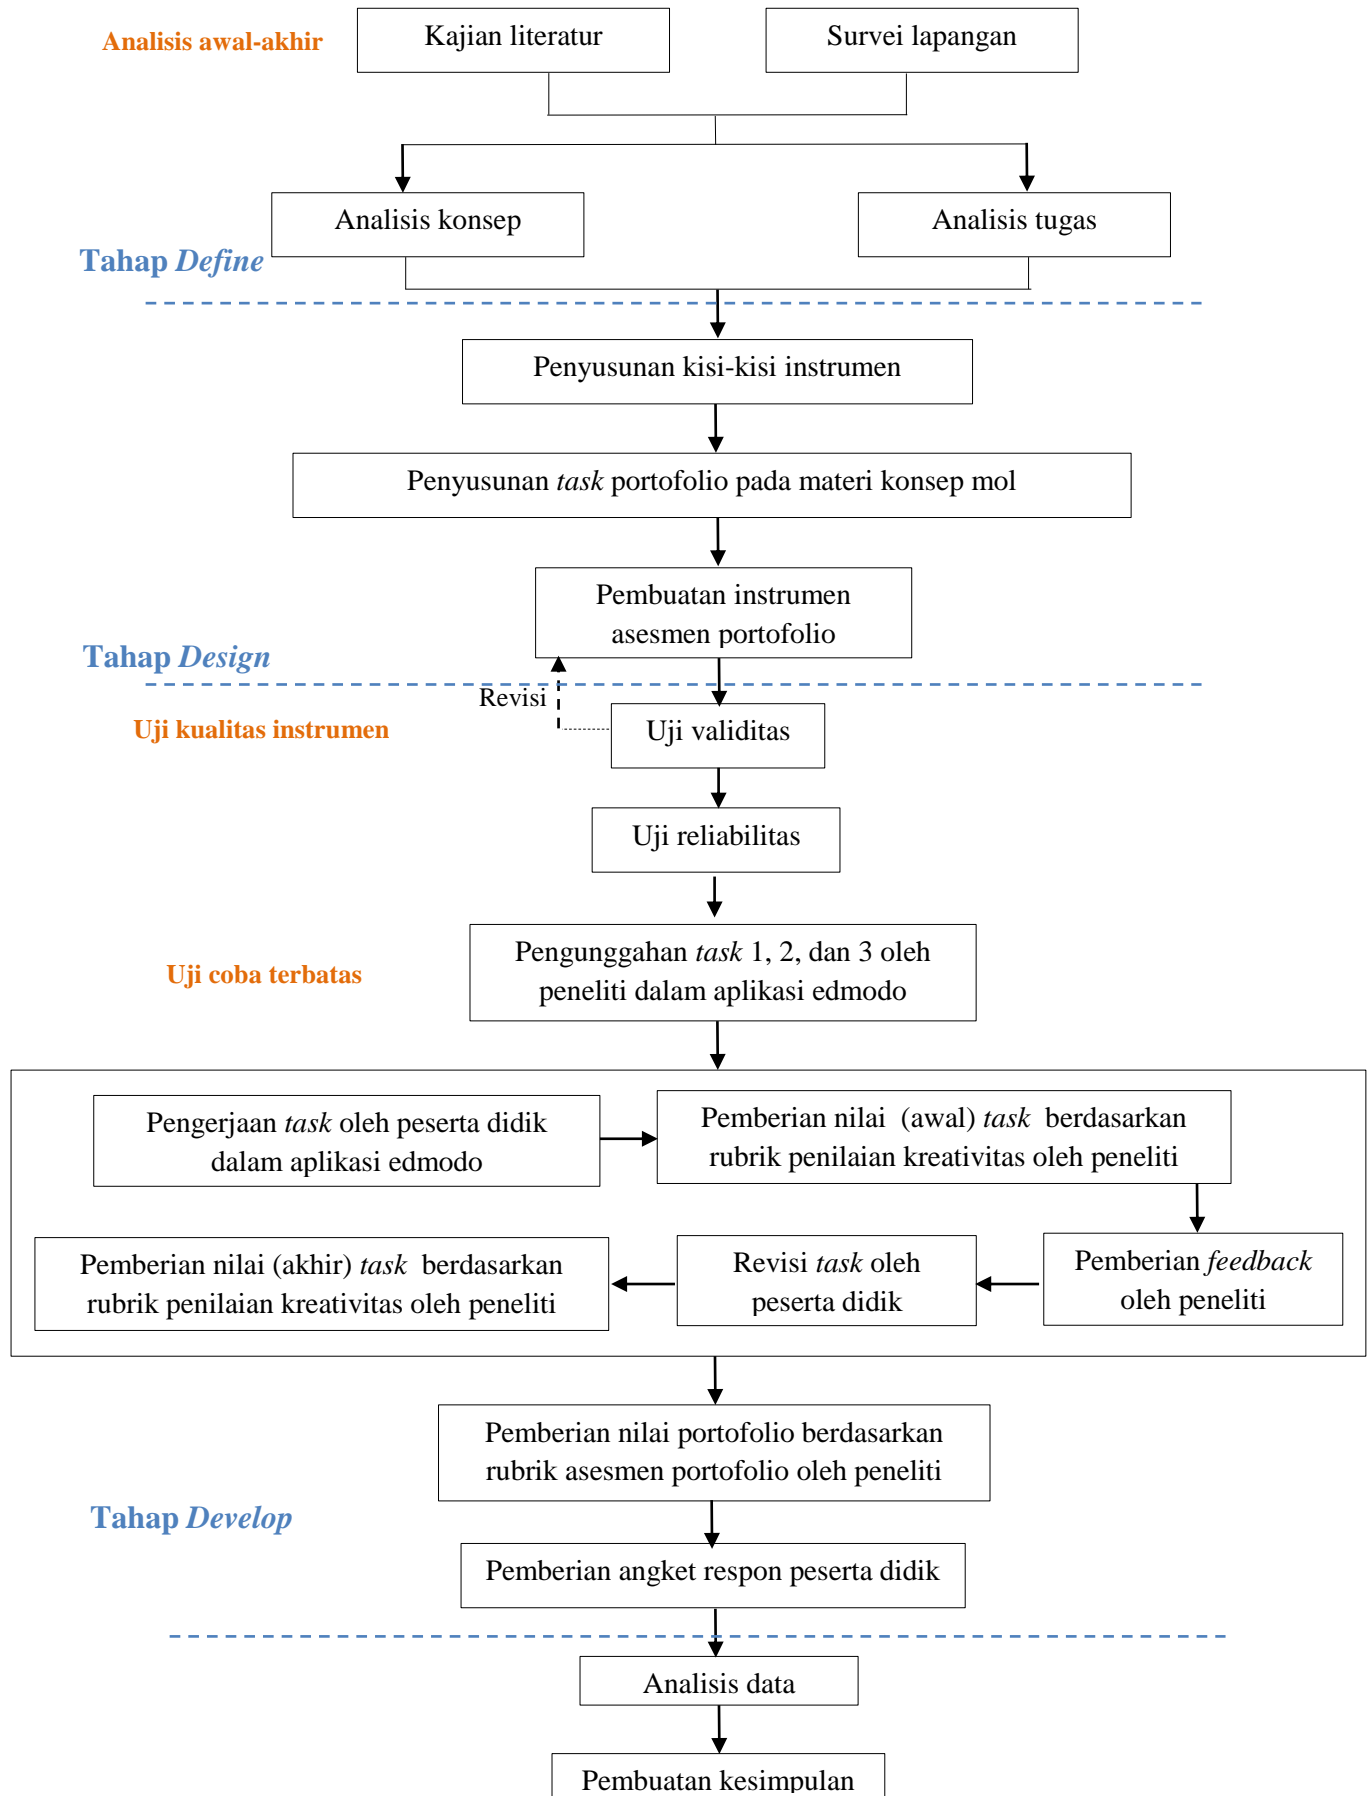 Analisis awal-akhir
Kajian literatur
Survei lapangan
Analisis konsep
Analisis tugas
Tahap Define
Penyusunan kisi-kisi instrumen
Penyusunan task portofolio pada materi konsep mol
Pembuatan instrumen
asesmen portofolio
Tahap Design
Revisi
Uji kualitas instrumen
Uji validitas
Uji reliabilitas
Uji coba terbatas
Pengunggahan task 1, 2, dan 3 oleh
peneliti dalam aplikasi edmodo
Pengerjaan task oleh peserta didik
dalam aplikasi edmodo
Pemberian nilai (awal) task berdasarkan
rubrik penilaian kreativitas oleh peneliti
Pemberian feedback
oleh peneliti
Revisi task oleh
peserta didik
Pemberian nilai (akhir) task berdasarkan
rubrik penilaian kreativitas oleh peneliti
Pemberian nilai portofolio berdasarkan
rubrik asesmen portofolio oleh peneliti
Tahap Develop
Pemberian angket respon peserta didik
Analisis data
Pembuatan kesimpulan